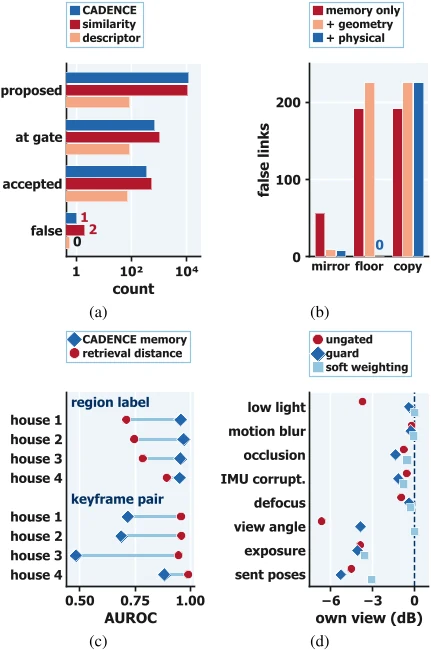 CADENCE
similarity
descriptor
proposed
at gate
accepted
false
1
2
0
1
10²
10⁴
count
(a)
memory only
+ geometry
+ physical
false links
200
100
0
0
mirror floor copy
(b)
CADENCE memory
retrieval distance
region label
house 1
house 2
house 3
house 4
keyframe pair
house 1
house 2
house 3
house 4
0.50 0.75 1.00
AUROC
(c)
ungated
guard
soft weighting
low light
motion blur
occlusion
IMU corrupt.
defocus
view angle
exposure
sent poses
−6 −3 0
own view (dB)
(d)